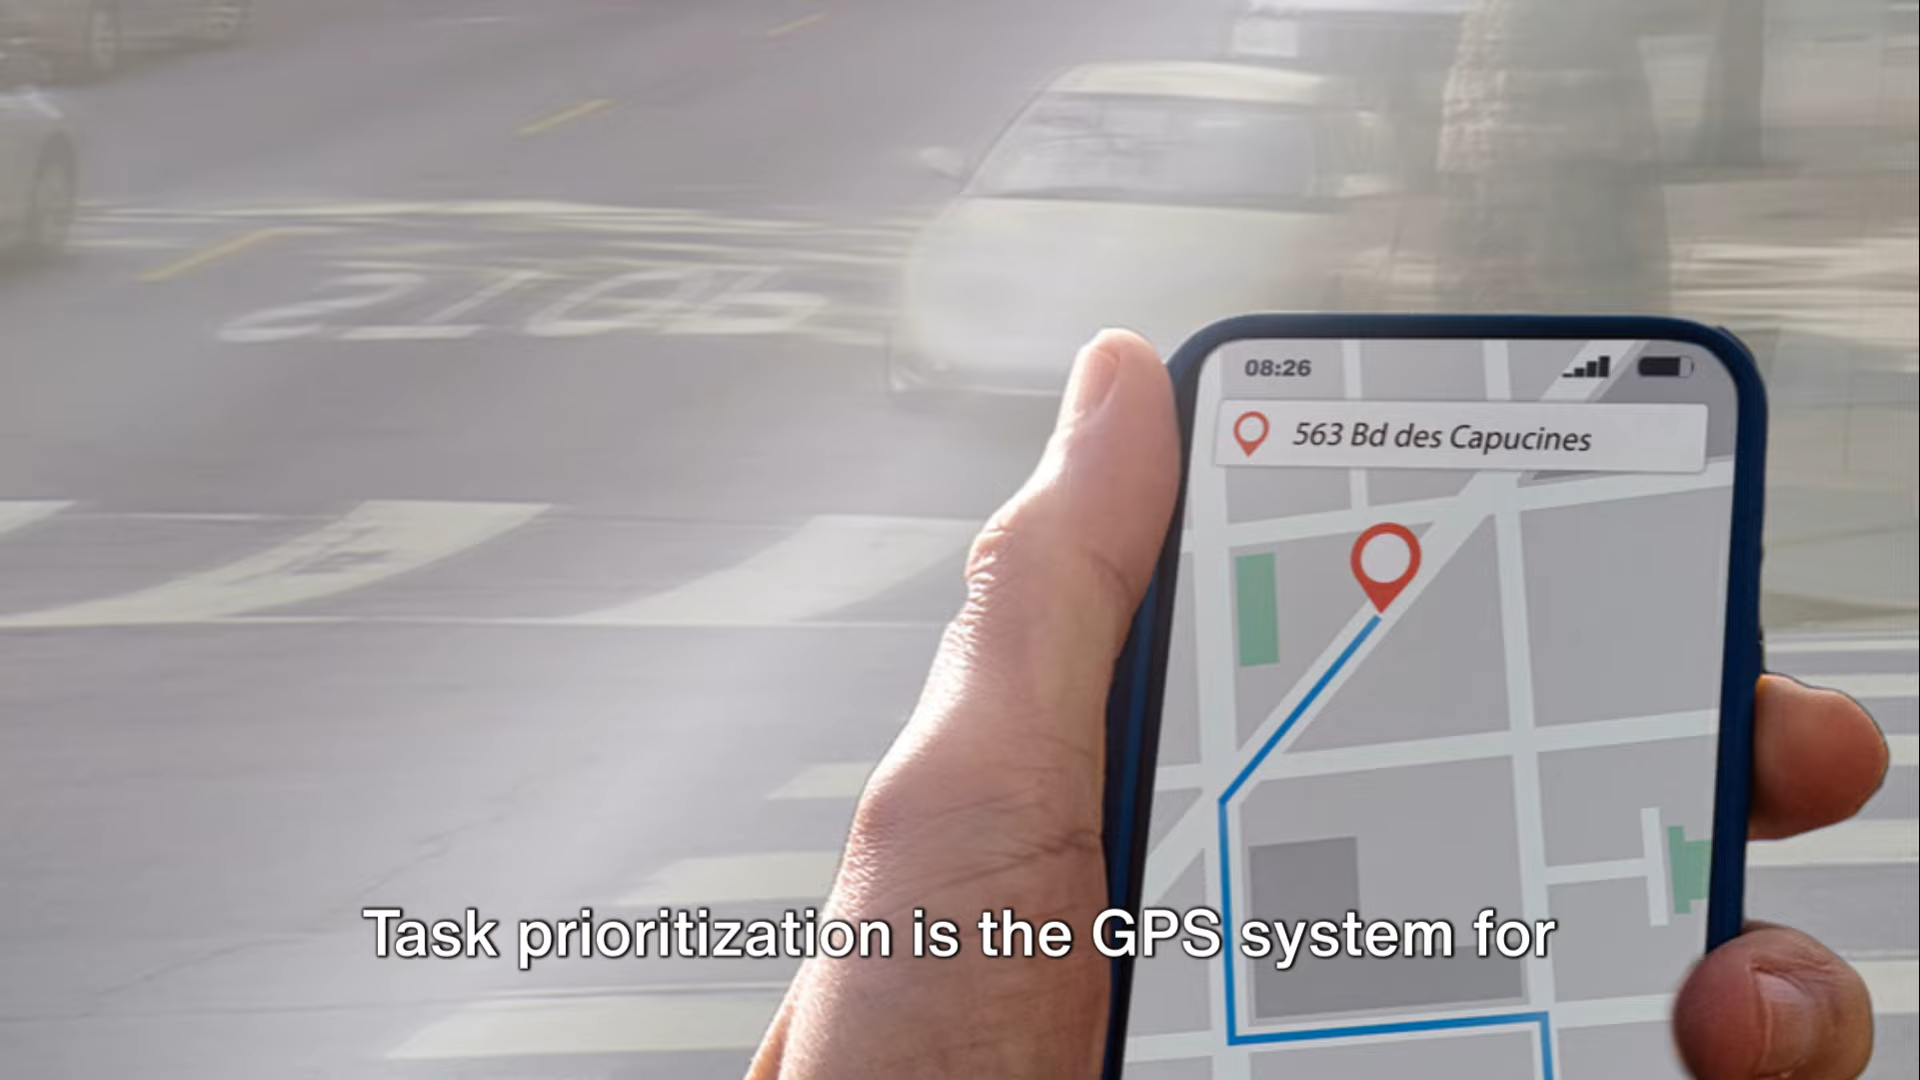 08:26
563 Bd des Capucines
Task prioritization is the GPS system for